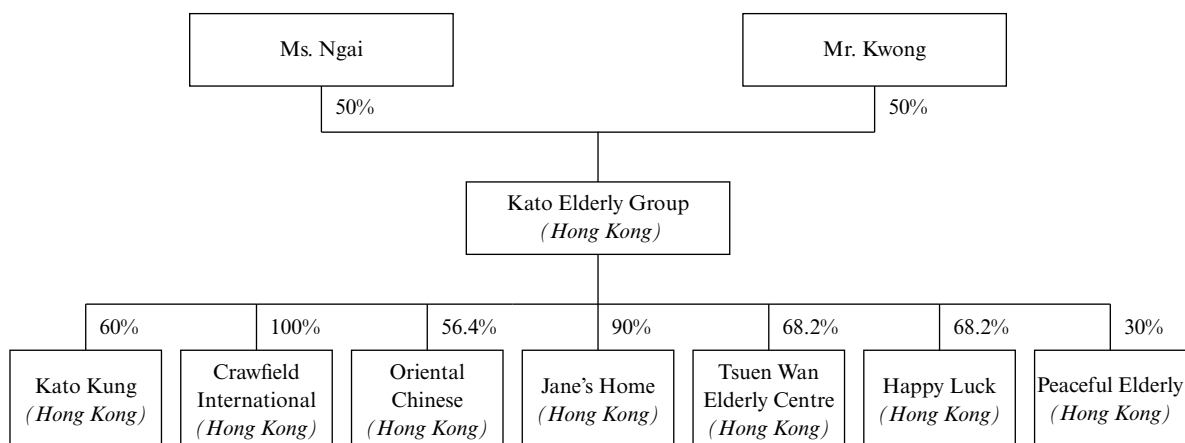 Ms. Ngai
Mr. Kwong
50%
50%
Kato Elderly Group
(Hong Kong)
60%
100%
56.4%
90%
68.2%
68.2%
30%
Kato Kung
(Hong Kong)
Crawfield
International
(Hong Kong)
Oriental
Chinese
(Hong Kong)
Jane's Home
(Hong Kong)
Tsuen Wan
Elderly Centre
(Hong Kong)
Happy Luck
(Hong Kong)
Peaceful Elderly
(Hong Kong)